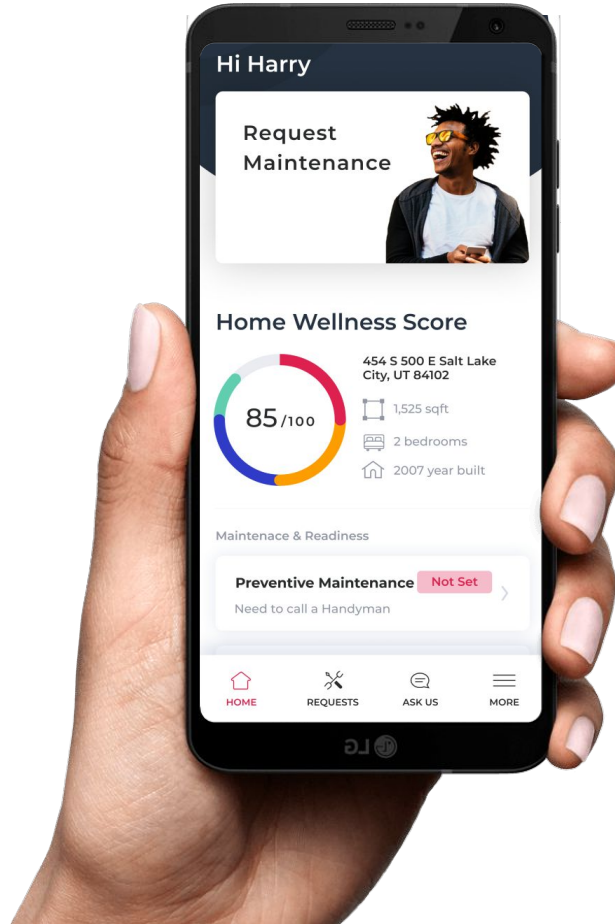 Hi Harry
Request
Maintenance
Home Wellness Score
85/100
454 S 500 E Salt Lake
City, UT 84102
1,525 sqft
2 bedrooms
2007 year built
Maintenace & Readiness
Preventive Maintenance Not Set
Need to call a Handyman
HOME REQUESTS ASK US MORE
LG